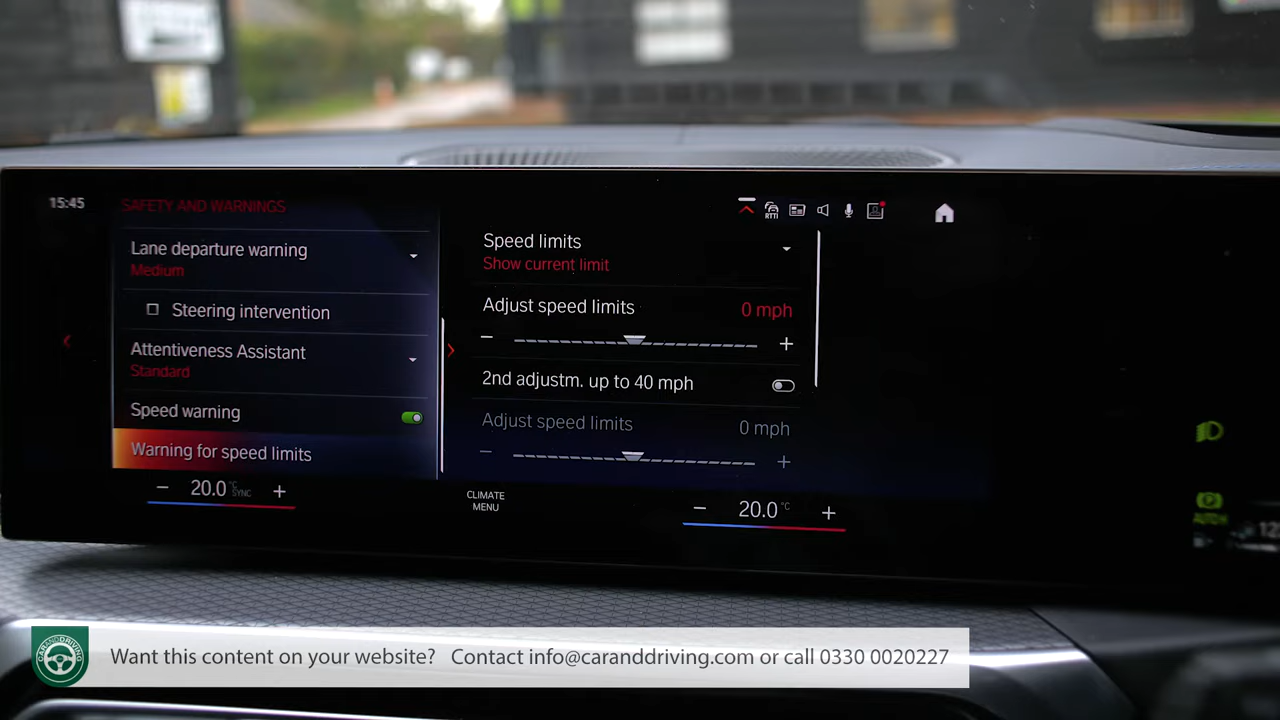 15:45
SAFETY AND WARNINGS
Lane departure warning
Medium
Steering intervention
Attentiveness Assistant
Standard
Speed warning
Warning for speed limits
RTTI
Speed limits
Show current limit
Adjust speed limits 0 mph
− +
2nd adjustm. up to 40 mph
Adjust speed limits 0 mph
− +
− 20.0 °C SYNC +
CLIMATE
MENU
− 20.0 °C +
AUTO H
CARANDDRIVING
Want this content on your website? Contact info@caranddriving.com or call 0330 0020227